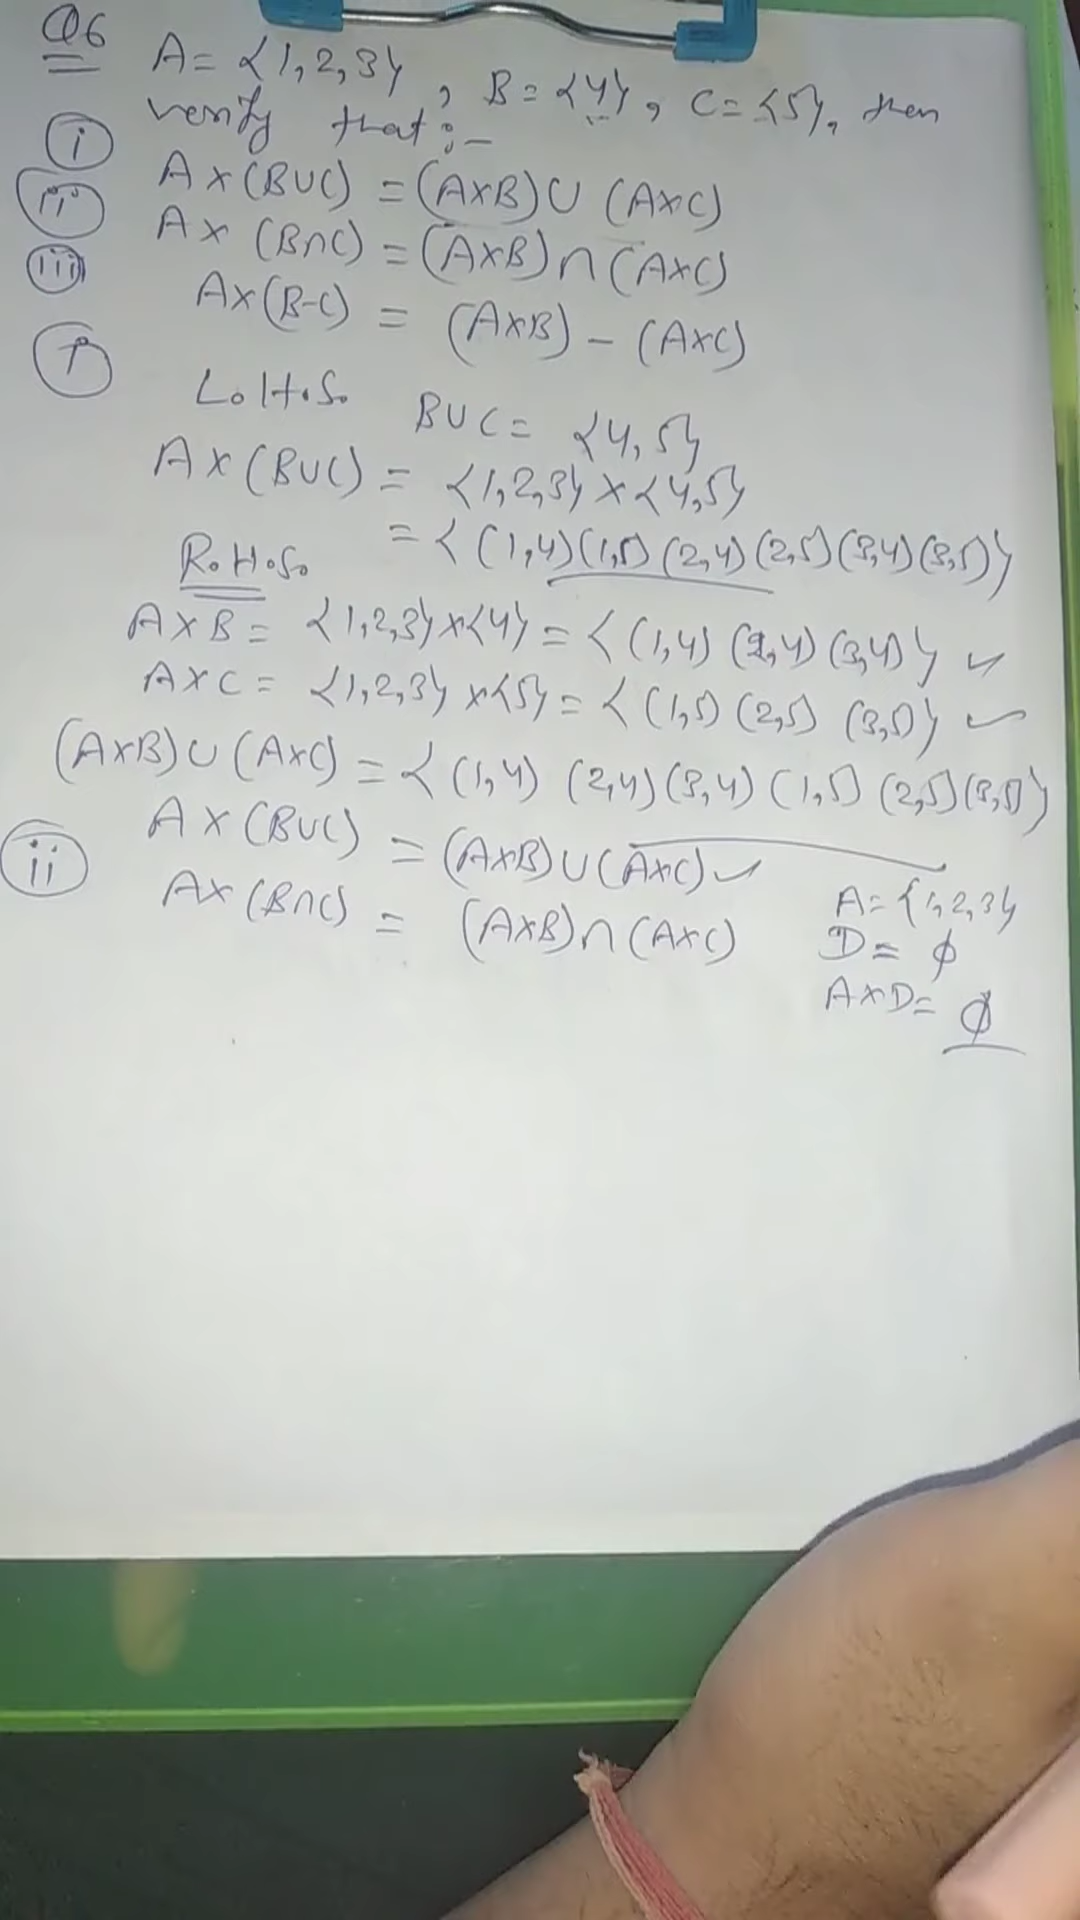 Q6 A = {1,2,3}, B = {4}, C = {5}, then
verify that :-
i A×(B∪C) = (A×B)∪(A×C)
ii A×(B∩C) = (A×B)∩(A×C)
iii A×(B-C) = (A×B) - (A×C)
i L.H.S. B∪C = {4,5}
A×(B∪C) = {1,2,3}×{4,5}
= {(1,4)(1,5)(2,4)(2,5)(3,4)(3,5)}
R.H.S.
A×B = {1,2,3}×{4} = {(1,4)(2,4)(3,4)} ✓
A×C = {1,2,3}×{5} = {(1,5)(2,5)(3,5)} ✓
(A×B)∪(A×C) = {(1,4)(2,4)(3,4)(1,5)(2,5)(3,5)}
A×(B∪C) = (A×B)∪(A×C) ✓
ii A×(B∩C) = (A×B)∩(A×C)
A = {1,2,3}
D = ϕ
A×D = ϕ